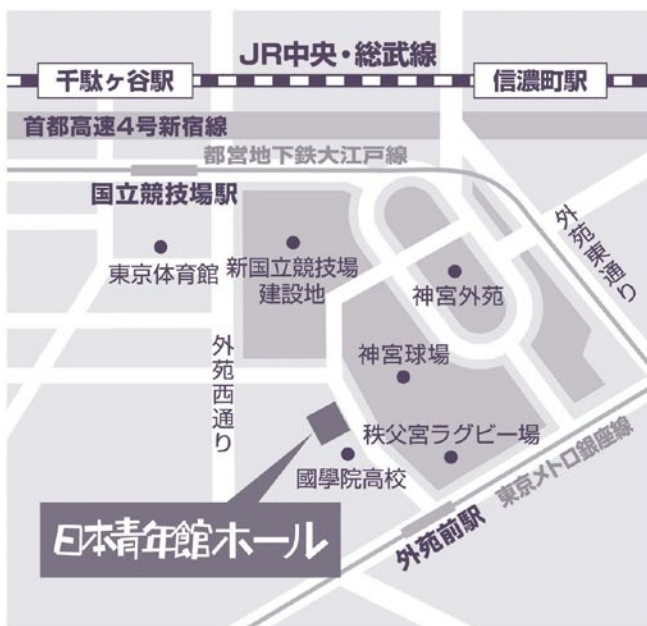 JR中央・総武線
千駄ヶ谷駅
信濃町駅
首都高速4号新宿線
都営地下鉄大江戸線
国立競技場駅
外苑東通り
東京体育館
新国立競技場
建設地
神宮外苑
外苑西通り
神宮球場
秩父宮ラグビー場
國學院高校
東京メトロ銀座線
外苑前駅
日本青年館ホール